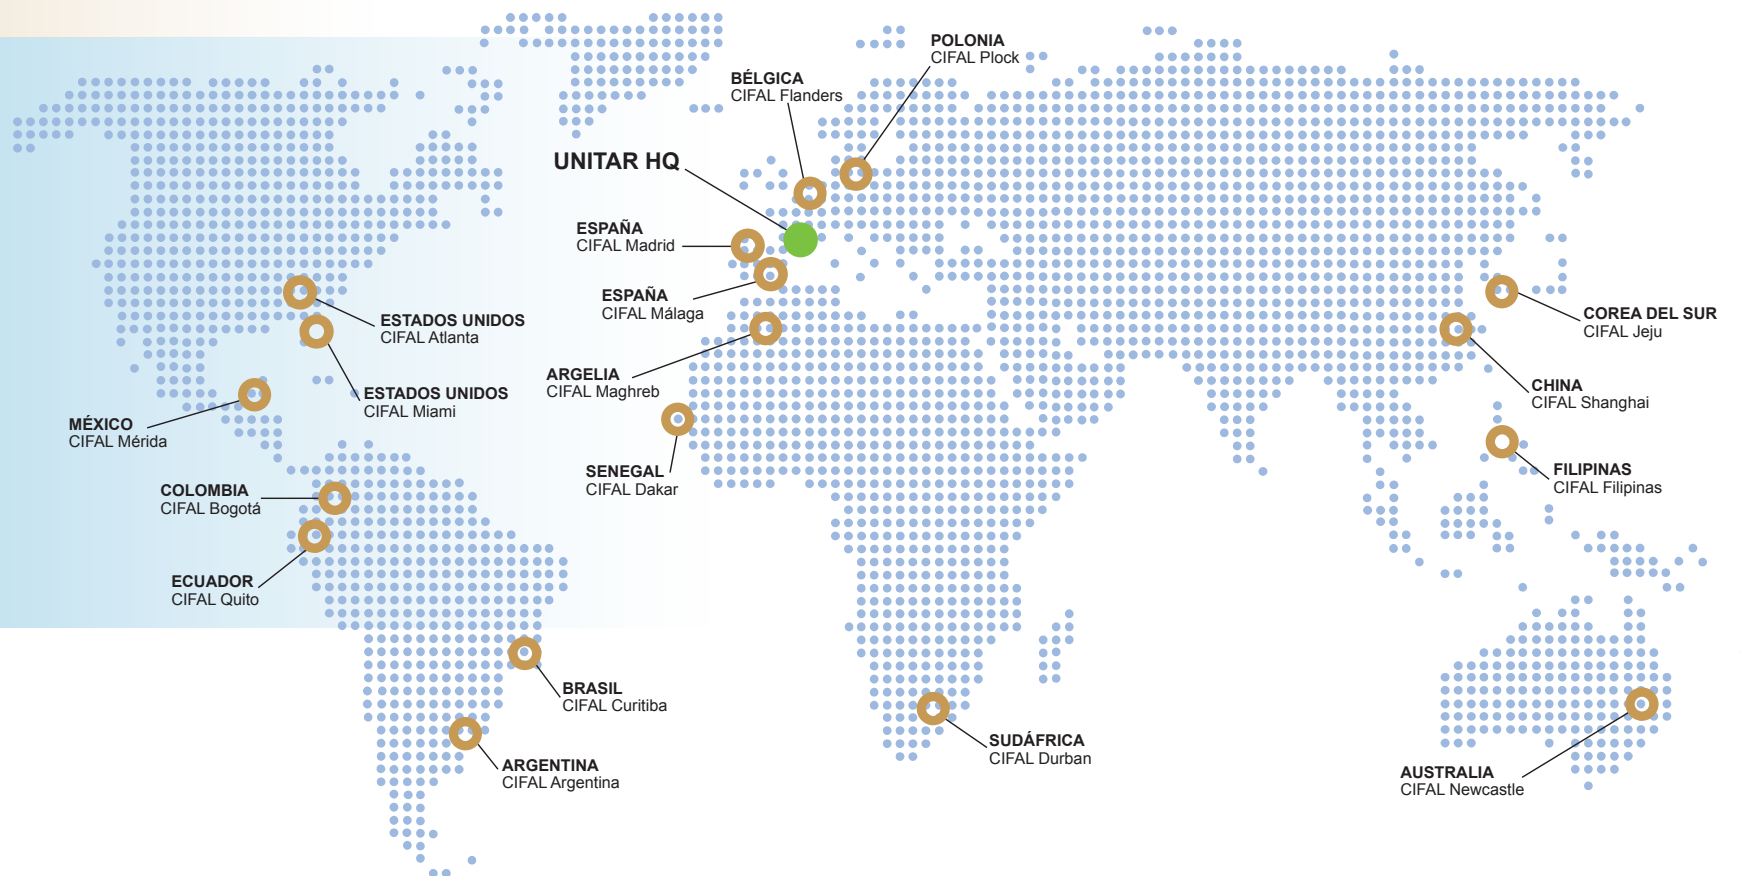 POLONIA
CIFAL Plock
BÉLGICA
CIFAL Flanders
UNITAR HQ
ESPAÑA
CIFAL Madrid
ESPAÑA
CIFAL Málaga
ESTADOS UNIDOS
CIFAL Atlanta
COREA DEL SUR
CIFAL Jeju
ARGELIA
CIFAL Maghreb
ESTADOS UNIDOS
CIFAL Miami
CHINA
CIFAL Shanghai
MÉXICO
CIFAL Mérida
SENEGAL
CIFAL Dakar
FILIPINAS
CIFAL Filipinas
COLOMBIA
CIFAL Bogotá
ECUADOR
CIFAL Quito
BRASIL
CIFAL Curitiba
SUDÁFRICA
CIFAL Durban
ARGENTINA
CIFAL Argentina
AUSTRALIA
CIFAL Newcastle